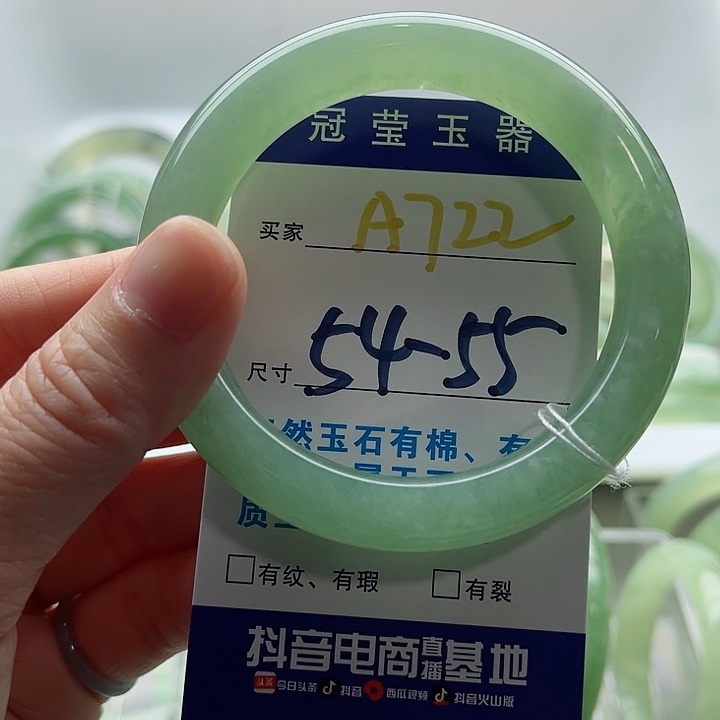 冠莹玉器
买家 A722
尺寸 54-55
然玉石有棉、有
质
□有纹、有瑕 □有裂
抖音电商直播基地
头条 今日头条 抖音 西瓜视频 抖音火山版